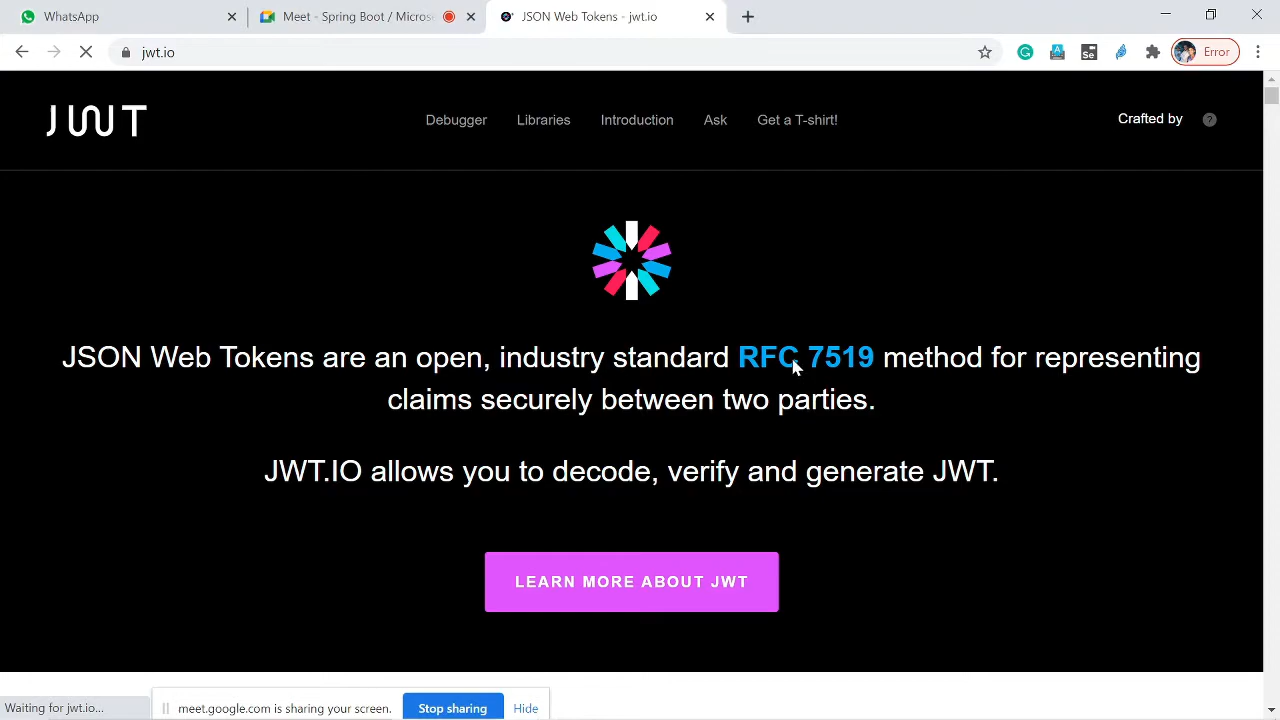 WhatsApp
Meet - Spring Boot / Micros
JSON Web Tokens - jwt.io
jwt.io
Se
Error
JWT
Debugger
Libraries
Introduction
Ask
Get a T-shirt!
Crafted by
?
JSON Web Tokens are an open, industry standard RFC 7519 method for representing
claims securely between two parties.
JWT.IO allows you to decode, verify and generate JWT.
LEARN MORE ABOUT JWT
Waiting for jwt.io...
meet.google.com is sharing your screen.
Stop sharing
Hide